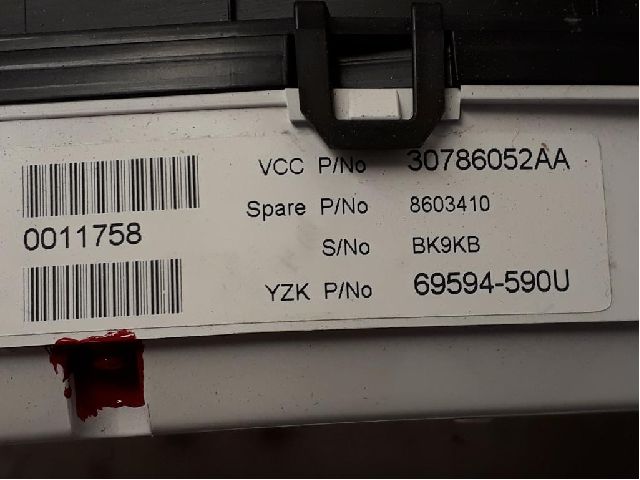 VCC P/No 30786052AA
Spare P/No 8603410
0011758
S/No BK9KB
YZK P/No 69594-590U